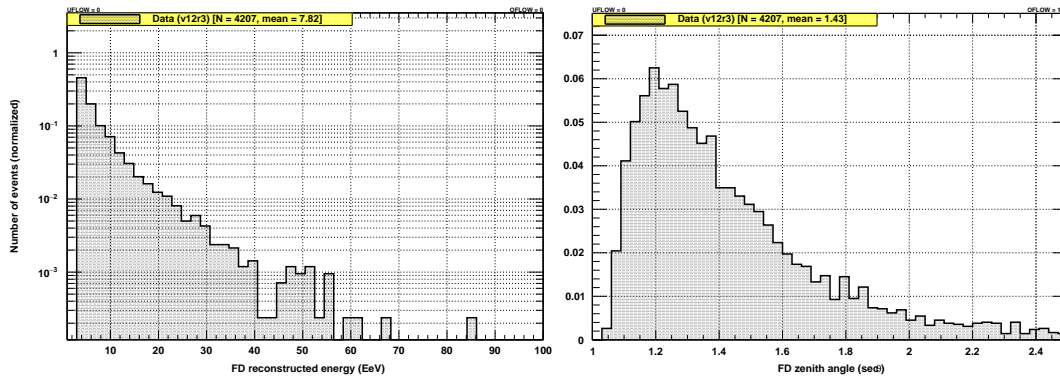 UFLOW = 0
OFLOW = 0
Data (v12r3) [N = 4207, mean = 7.82]
Number of events (normalized)
1
10⁻¹
10⁻²
10⁻³
10 20 30 40 50 60 70 80 90 100
FD reconstructed energy (EeV)
UFLOW = 0
OFLOW = 1
Data (v12r3) [N = 4207, mean = 1.43]
0.07
0.06
0.05
0.04
0.03
0.02
0.01
0
1 1.2 1.4 1.6 1.8 2 2.2 2.4
FD zenith angle (secθ)